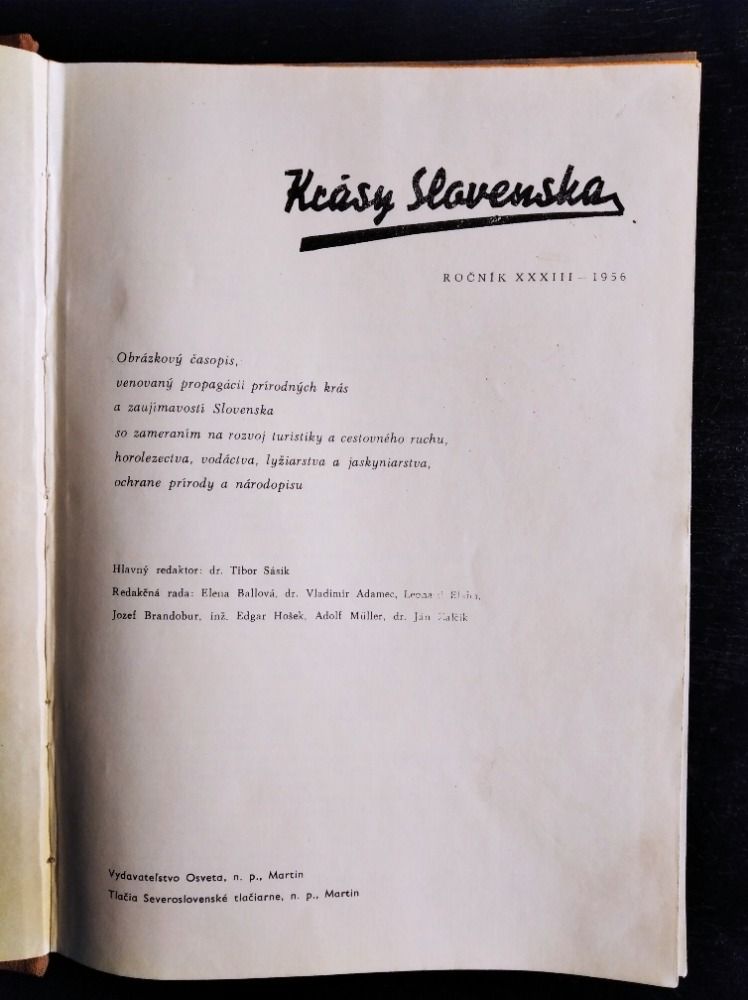 Krásy Slovenska
ROČNÍK XXXIII – 1956
Obrázkový časopis,
venovaný propagácii prírodných krás
a zaujímavostí Slovenska
so zameraním na rozvoj turistiky a cestovného ruchu,
horolezectva, vodáctva, lyžiarstva a jaskyniarstva,
ochrane prírody a národopisu
Hlavný redaktor: dr. Tibor Sásik
Redakčná rada: Elena Ballová, dr. Vladimír Adamec,
Jozef Brandobur, inž. Edgar Hošek, Adolf Müller, dr. Ján
Vydavateľstvo Osveta, n. p., Martin
Tlačia Severoslovenské tlačiarne, n. p., Martin